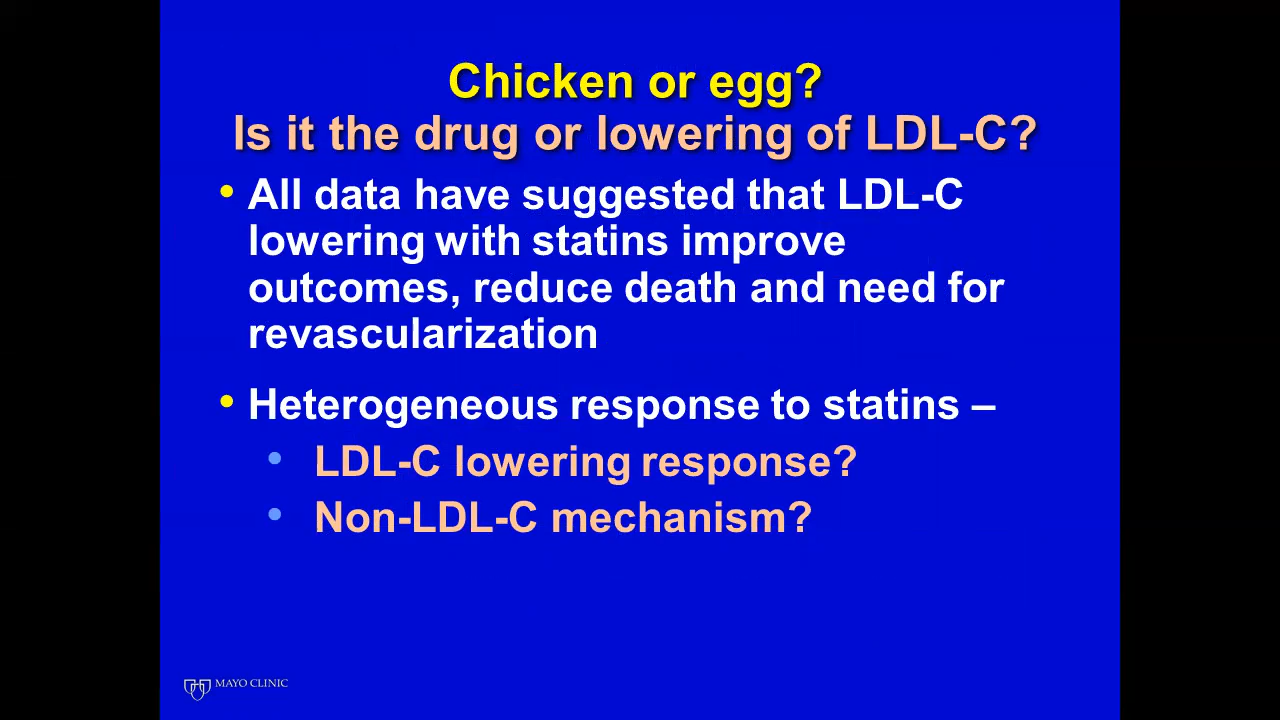 Chicken or egg?
Is it the drug or lowering of LDL-C?
• All data have suggested that LDL-C
lowering with statins improve
outcomes, reduce death and need for
revascularization
• Heterogeneous response to statins –
• LDL-C lowering response?
• Non-LDL-C mechanism?
MAYO CLINIC